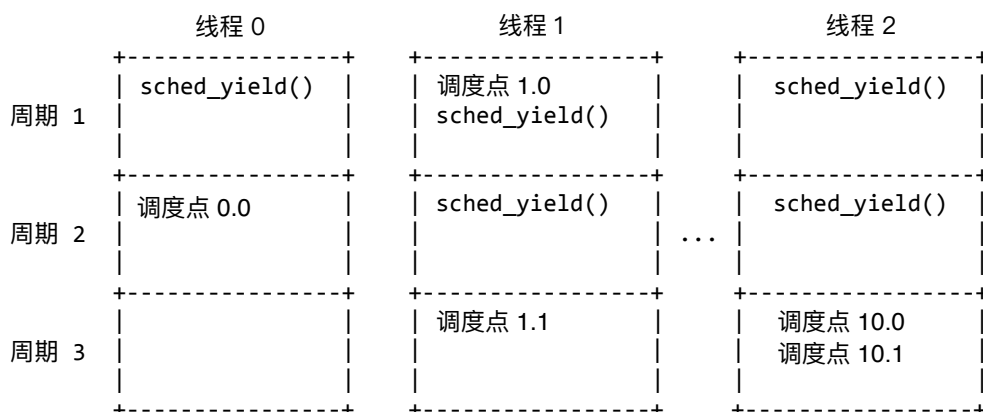 线程 0 线程 1 线程 2
sched_yield() 调度点 1.0 sched_yield()
周期 1 sched_yield()
调度点 0.0 sched_yield() sched_yield()
周期 2 ...
调度点 1.1 调度点 10.0
周期 3 调度点 10.1